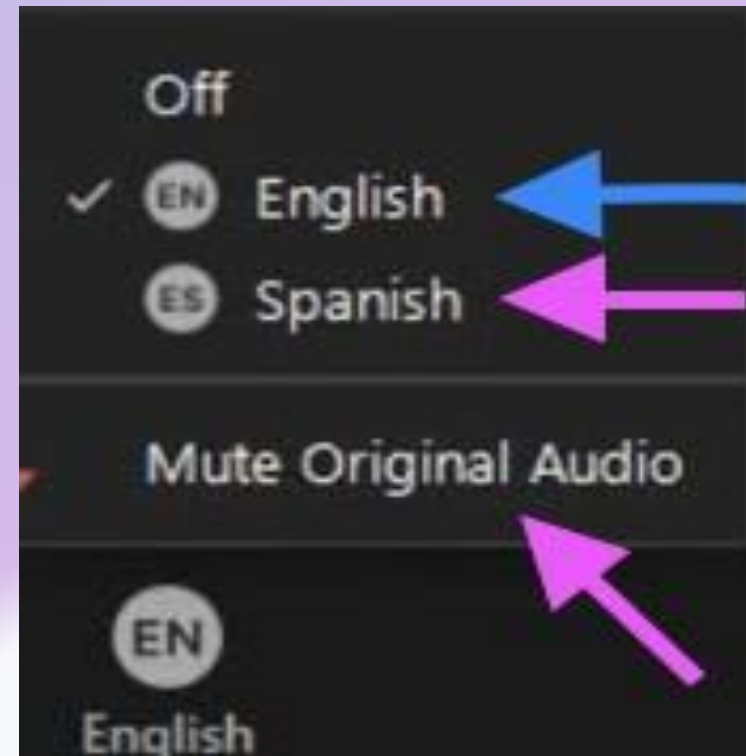 Off
EN English
ES Spanish
Mute Original Audio
EN
English